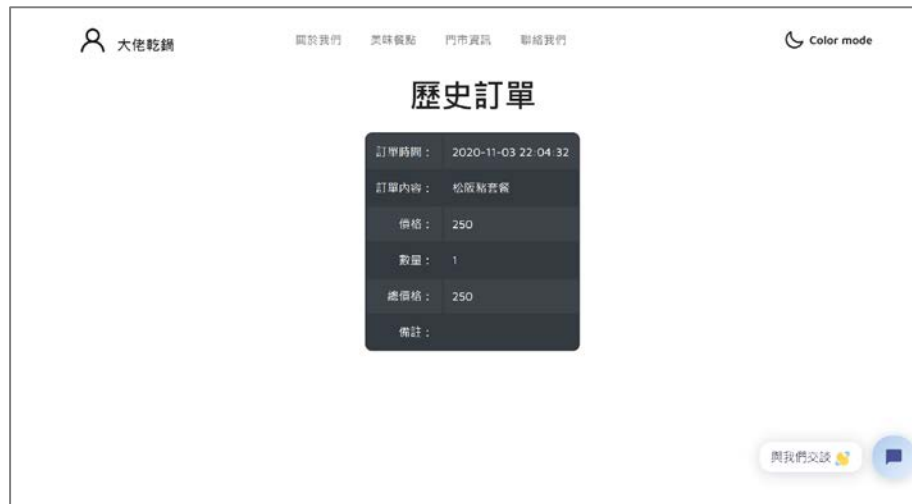 大佬乾鍋 關於我們 美味餐點 門市資訊 聯絡我們 Color mode
歷史訂單
訂單時間： 2020-11-03 22:04:32
訂單內容： 松阪豬套餐
價格： 250
數量： 1
總價格： 250
備註：
與我們交談 👋